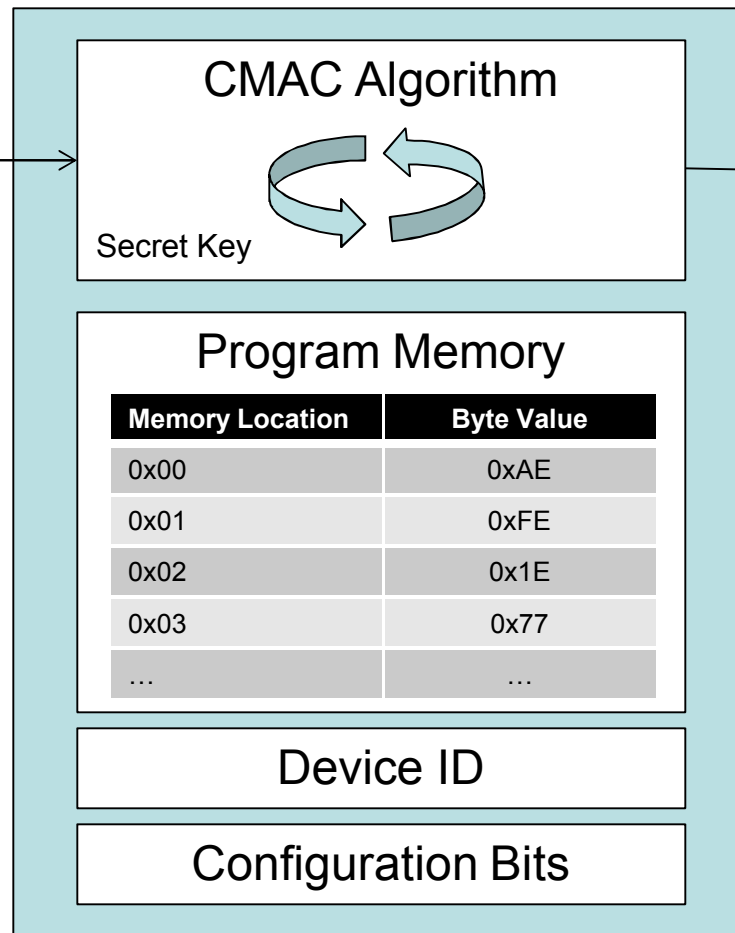 CMAC Algorithm
Secret Key
Program Memory
Memory Location Byte Value
0x00 0xAE
0x01 0xFE
0x02 0x1E
0x03 0x77
… …
Device ID
Configuration Bits